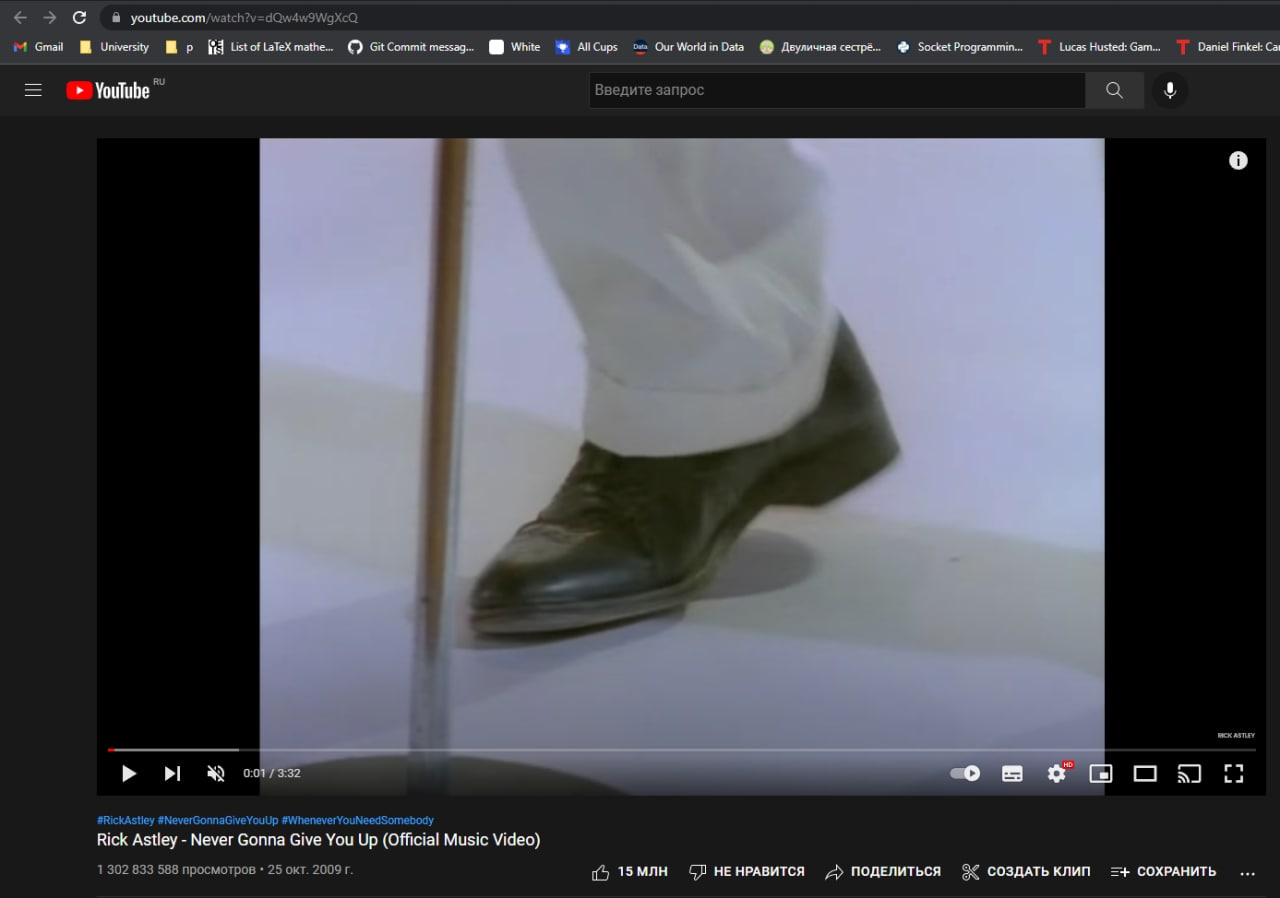 youtube.com/watch?v=dQw4w9WgXcQ
Gmail University p List of LaTeX mathe... Git Commit messag... White All Cups Our World in Data Двуличная сестрё... Socket Programmin... Lucas Husted: Gam... Daniel Finkel: Ca
YouTube RU Введите запрос
RICK ASTLEY
0:01 / 3:32 HD
#RickAstley #NeverGonnaGiveYouUp #WheneverYouNeedSomebody
Rick Astley - Never Gonna Give You Up (Official Music Video)
1 302 833 588 просмотров • 25 окт. 2009 г. 15 МЛН НЕ НРАВИТСЯ ПОДЕЛИТЬСЯ СОЗДАТЬ КЛИП СОХРАНИТЬ ...